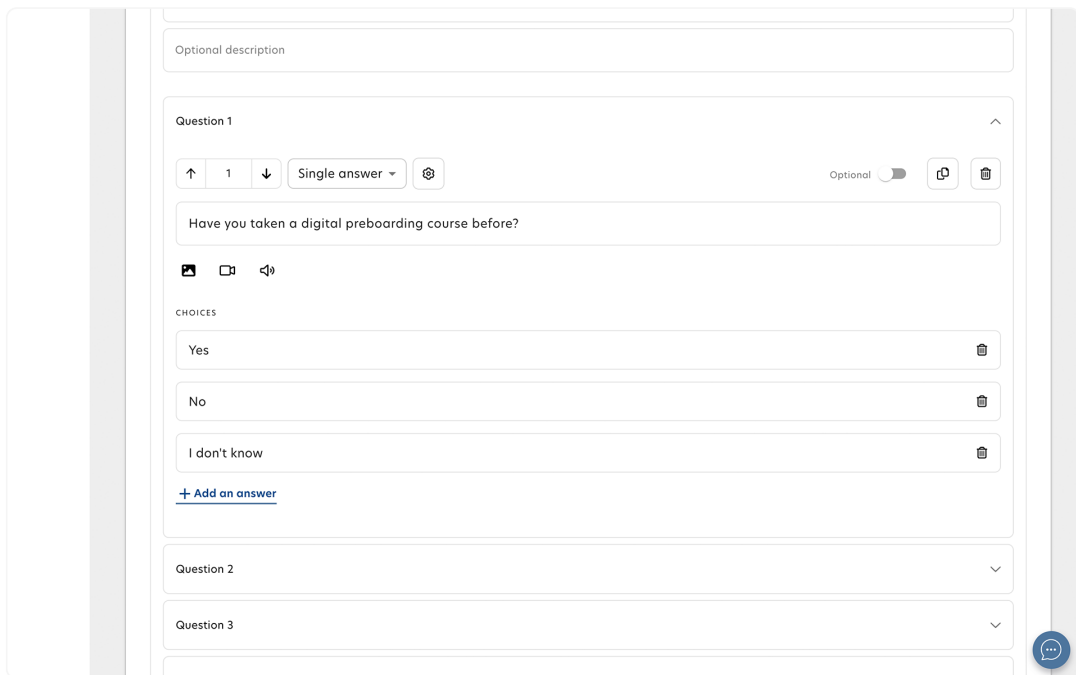 Optional description
Question 1
1
Single answer
Optional
Have you taken a digital preboarding course before?
CHOICES
Yes
No
I don't know
Add an answer
Question 2
Question 3